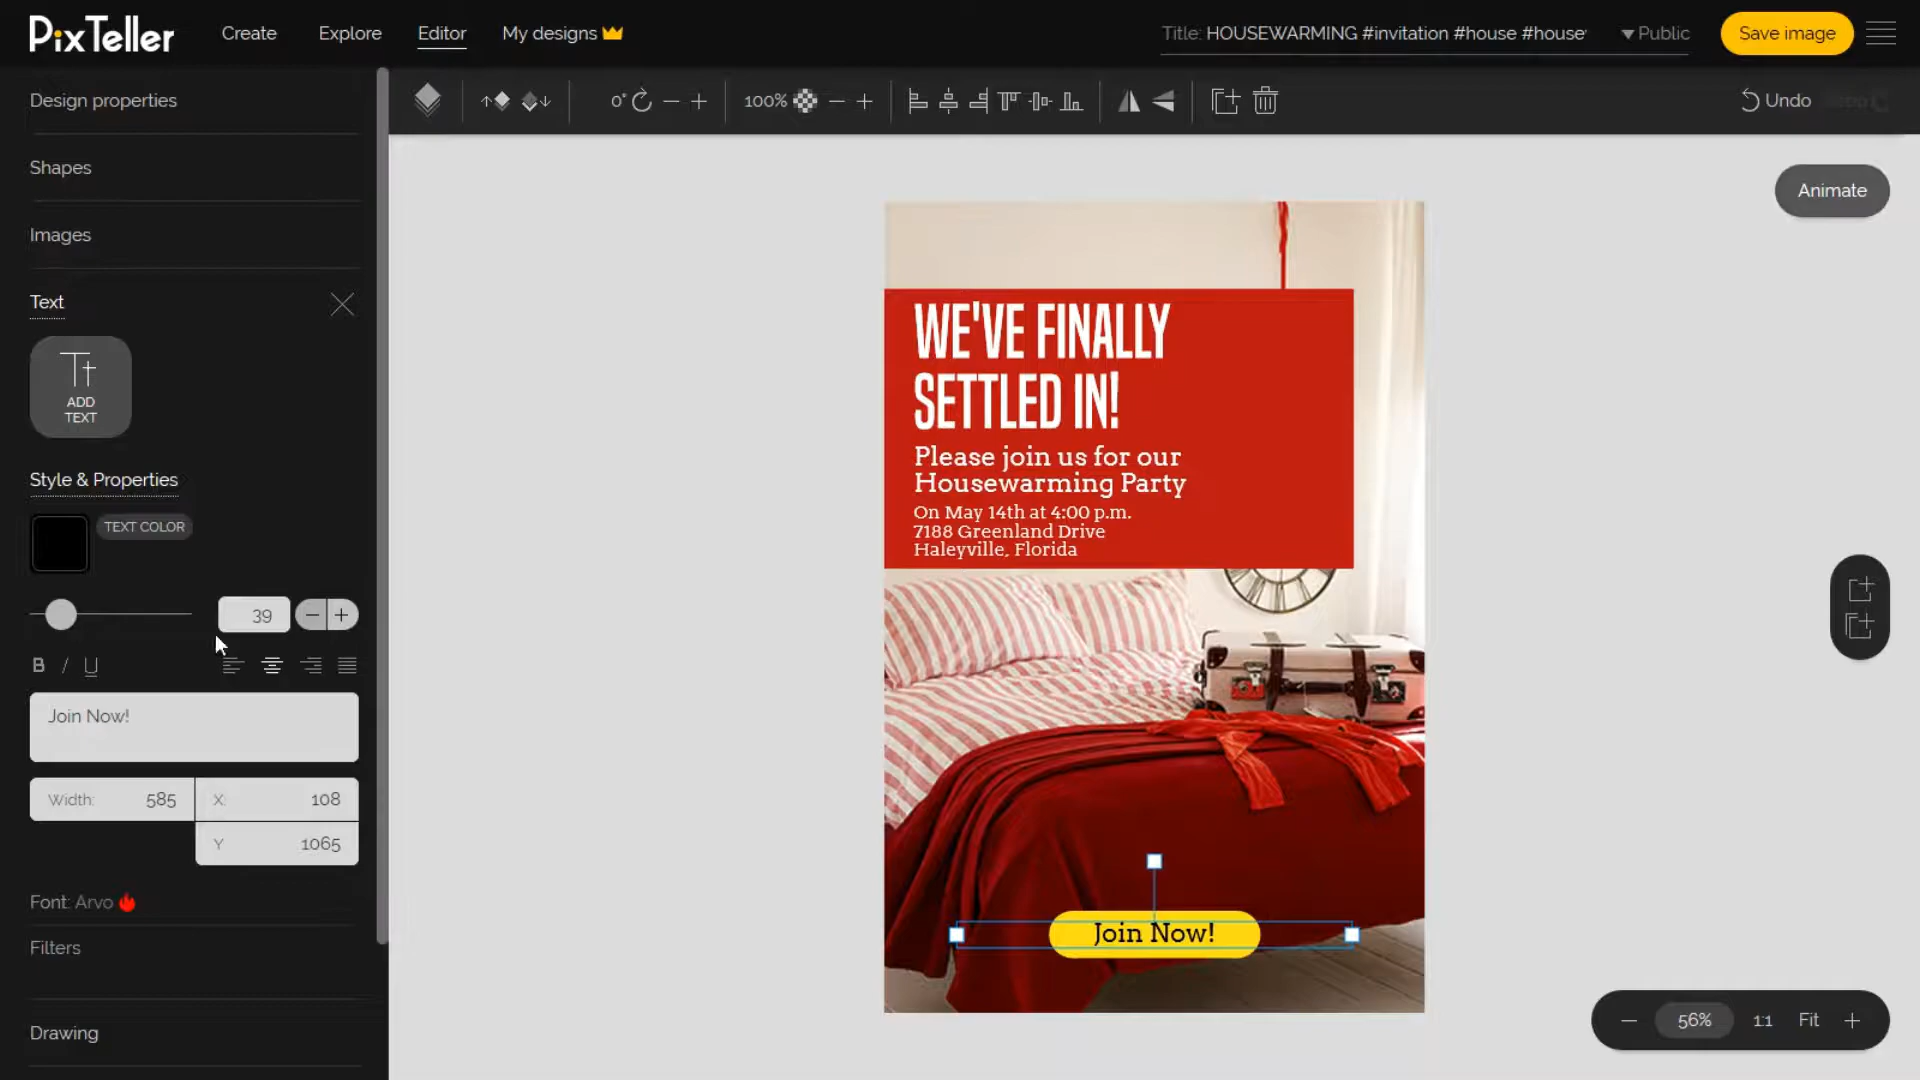 PixTeller
Create
Explore
Editor
My designs
Title: HOUSEWARMING #invitation #house #house
Public
Save image
Design properties
0°
100%
Undo
Shapes
Images
Animate
Text
ADD
TEXT
Style & Properties
TEXT COLOR
39
B / U
Join Now!
Width: 585
X: 108
Y 1065
Font: Arvo
Filters
Drawing
WE'VE FINALLY
SETTLED IN!
Please join us for our
Housewarming Party
On May 14th at 4:00 p.m.
7188 Greenland Drive
Haleyville, Florida
Join Now!
56%
1:1
Fit